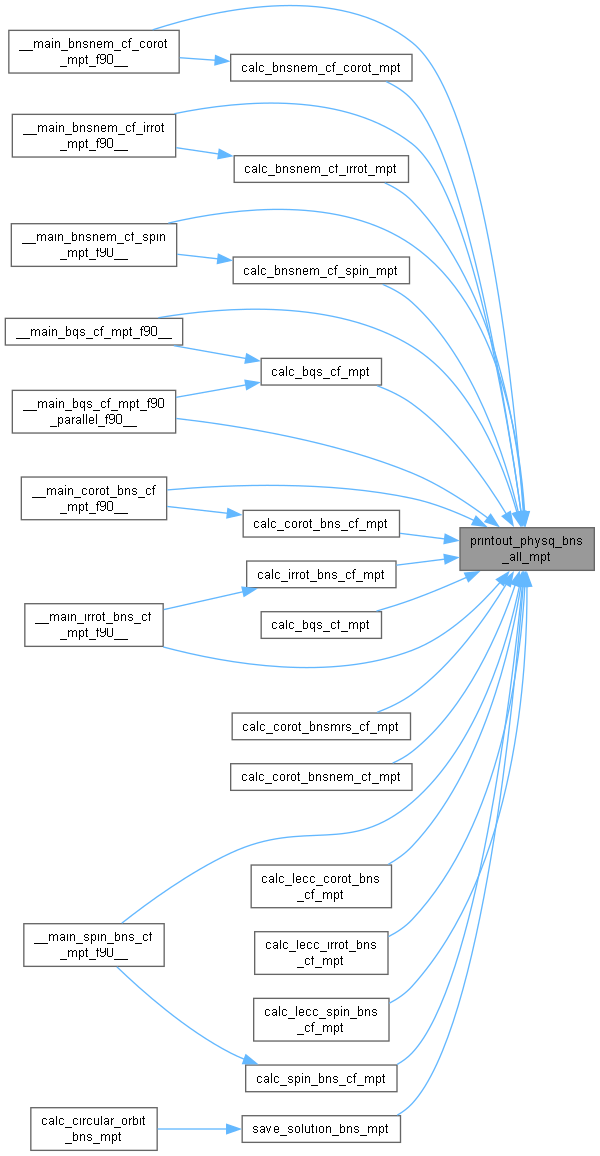 __main_bnsnem_cf_corot
_mpt_f90__
calc_bnsnem_cf_corot_mpt
__main_bnsnem_cf_irrot
_mpt_f90__
calc_bnsnem_cf_irrot_mpt
__main_bnsnem_cf_spin
_mpt_f90__
calc_bnsnem_cf_spin_mpt
__main_bqs_cf_mpt_f90__
calc_bqs_cf_mpt
__main_bqs_cf_mpt_f90
_parallel_f90__
__main_corot_bns_cf
_mpt_f90__
calc_corot_bns_cf_mpt
printout_physq_bns
_all_mpt
calc_irrot_bns_cf_mpt
__main_irrot_bns_cf
_mpt_f90__
calc_bqs_cf_mpt
calc_corot_bnsmrs_cf_mpt
calc_corot_bnsnem_cf_mpt
calc_lecc_corot_bns
_cf_mpt
__main_spin_bns_cf
_mpt_f90__
calc_lecc_irrot_bns
_cf_mpt
calc_lecc_spin_bns
_cf_mpt
calc_spin_bns_cf_mpt
calc_circular_orbit
_bns_mpt
save_solution_bns_mpt